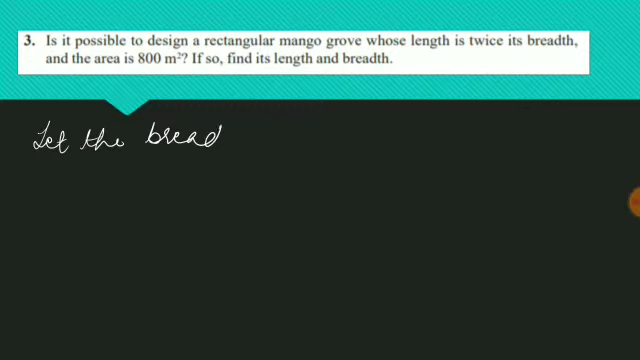 3. Is it possible to design a rectangular mango grove whose length is twice its breadth,
and the area is 800 m²? If so, find its length and breadth.
Let the bread